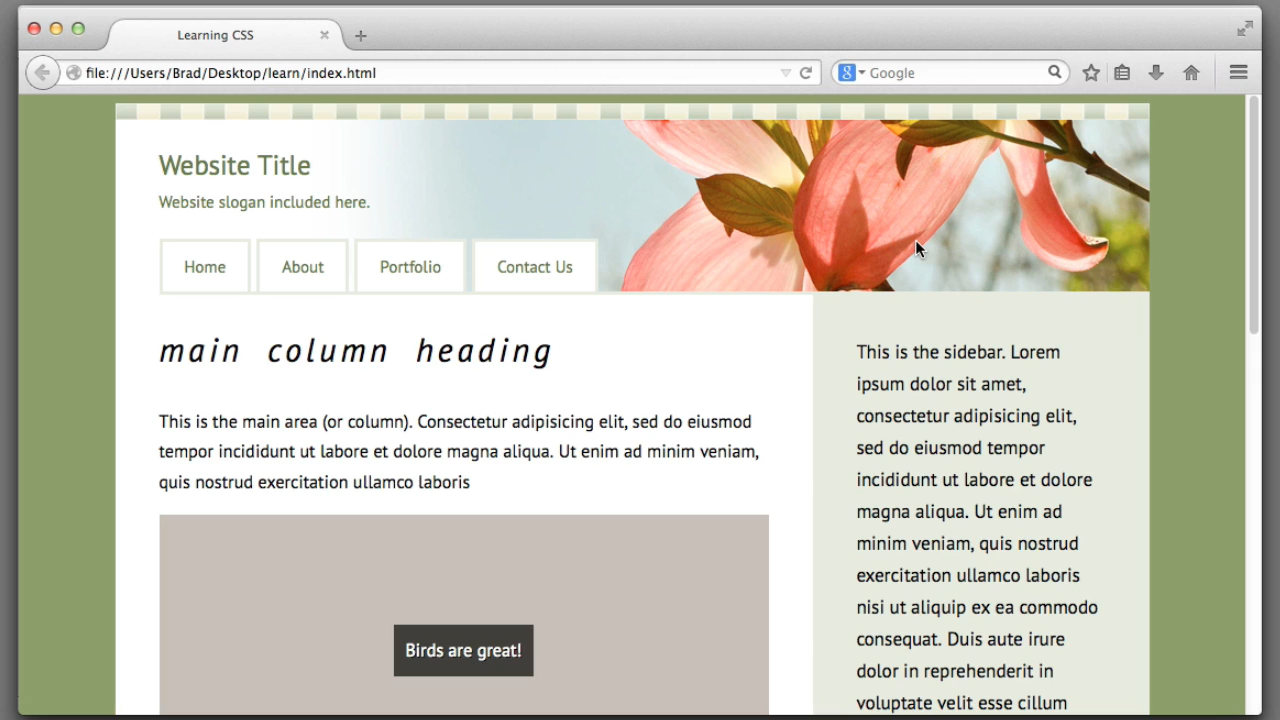 Learning CSS
file:///Users/Brad/Desktop/learn/index.html
Google
Website Title
Website slogan included here.
Home
About
Portfolio
Contact Us
main column heading
This is the main area (or column). Consectetur adipisicing elit, sed do eiusmod
tempor incididunt ut labore et dolore magna aliqua. Ut enim ad minim veniam,
quis nostrud exercitation ullamco laboris
Birds are great!
This is the sidebar. Lorem
ipsum dolor sit amet,
consectetur adipisicing elit,
sed do eiusmod tempor
incididunt ut labore et dolore
magna aliqua. Ut enim ad
minim veniam, quis nostrud
exercitation ullamco laboris
nisi ut aliquip ex ea commodo
consequat. Duis aute irure
dolor in reprehenderit in
voluptate velit esse cillum